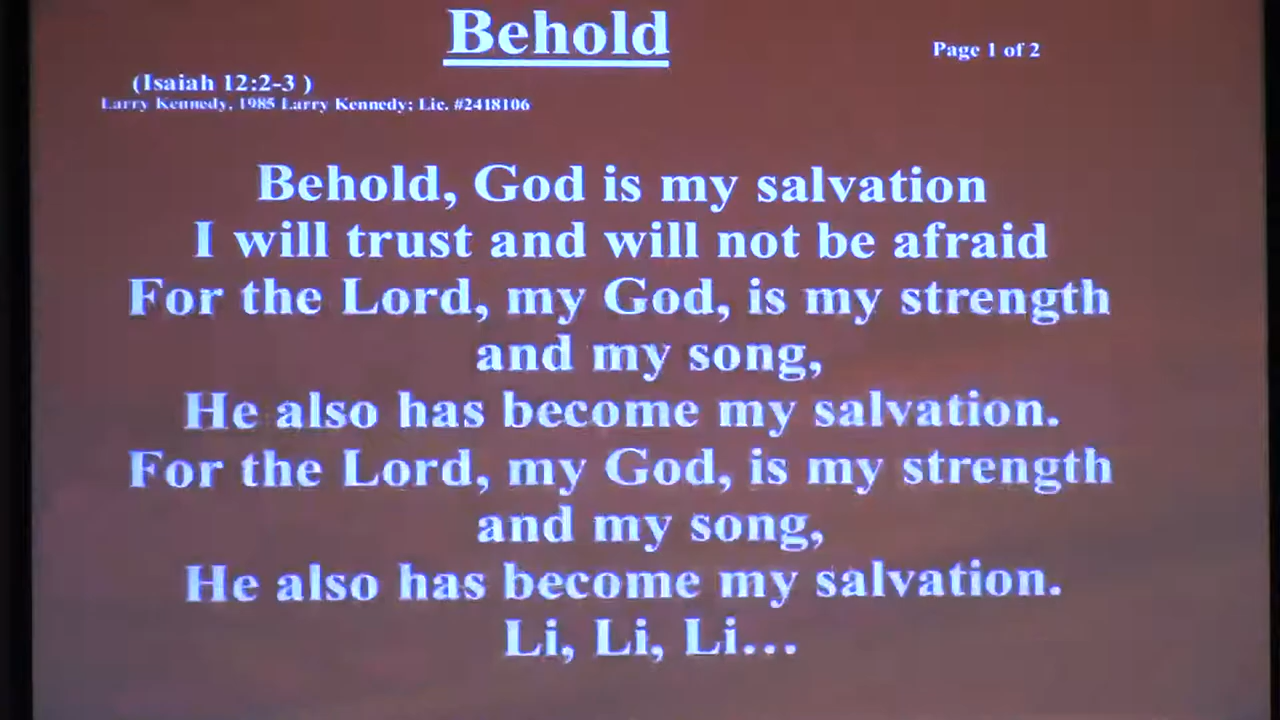 Behold
Page 1 of 2
(Isaiah 12:2-3 )
Larry Kennedy, 1985 Larry Kennedy; Lic. #2418106
Behold, God is my salvation
I will trust and will not be afraid
For the Lord, my God, is my strength
and my song,
He also has become my salvation.
For the Lord, my God, is my strength
and my song,
He also has become my salvation.
Li, Li, Li...